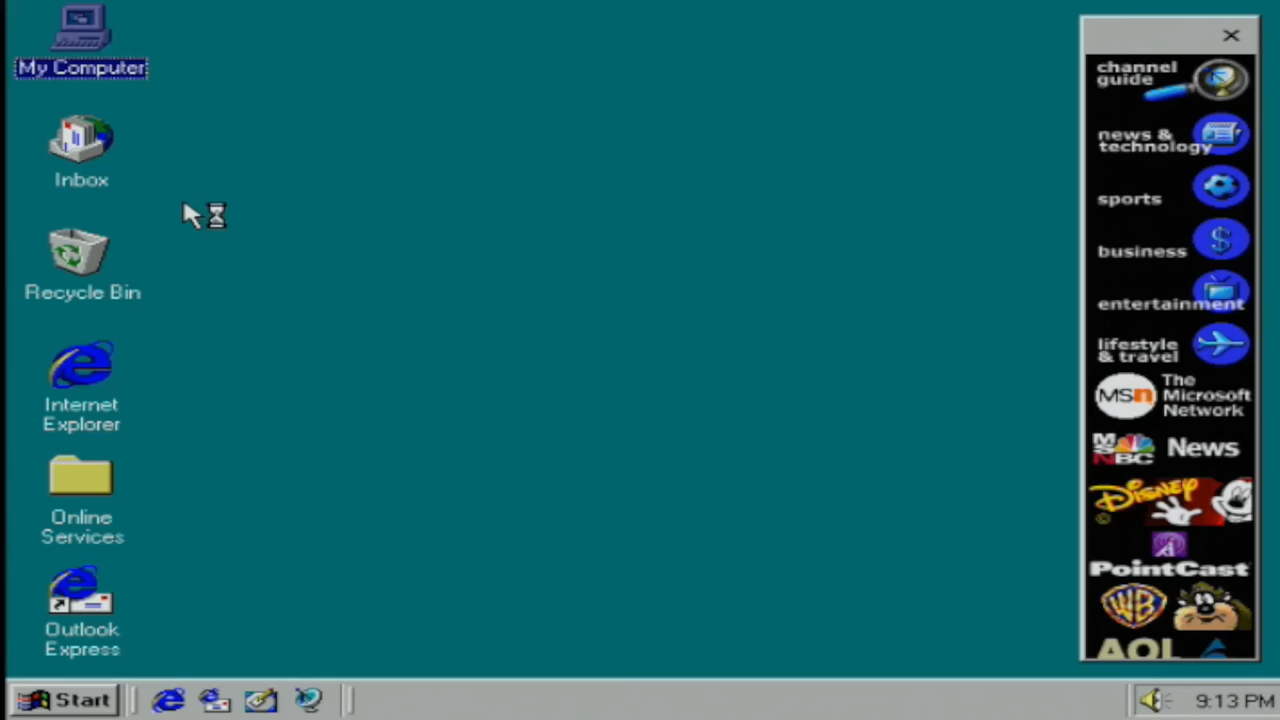 My Computer
Inbox
Recycle Bin
Internet
Explorer
Online
Services
Outlook
Express
channel
guide
news &
technology
sports
business
$
entertainment
lifestyle
& travel
MSn The
Microsoft
Network
MSNBC News
DISNEY
©
PointCast
WB
AOL
Start
9:13 PM